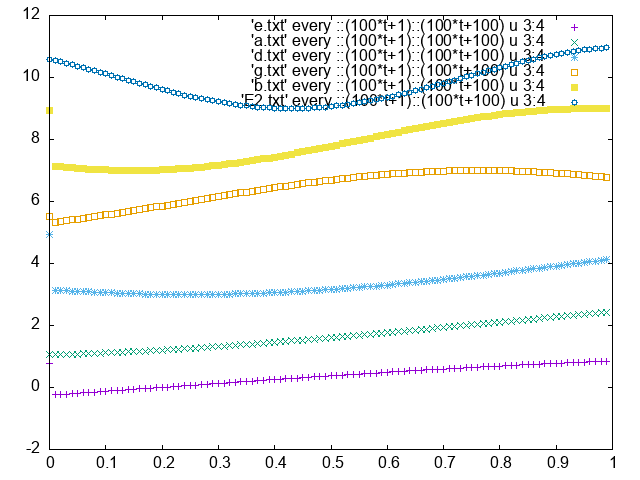 12
10
8
6
4
2
0
-2
'e.txt' every ::(100*t+1)::(100*t+100) u 3:4
'a.txt' every ::(100*t+1)::(100*t+100) u 3:4
'd.txt' every ::(100*t+1)::(100*t+100) u 3:4
'g.txt' every ::(100*t+1)::(100*t+100) u 3:4
'b.txt' every ::(100*t+1)::(100*t+100) u 3:4
'E2.txt' every ::(100*t+1)::(100*t+100) u 3:4
0 0.1 0.2 0.3 0.4 0.5 0.6 0.7 0.8 0.9 1